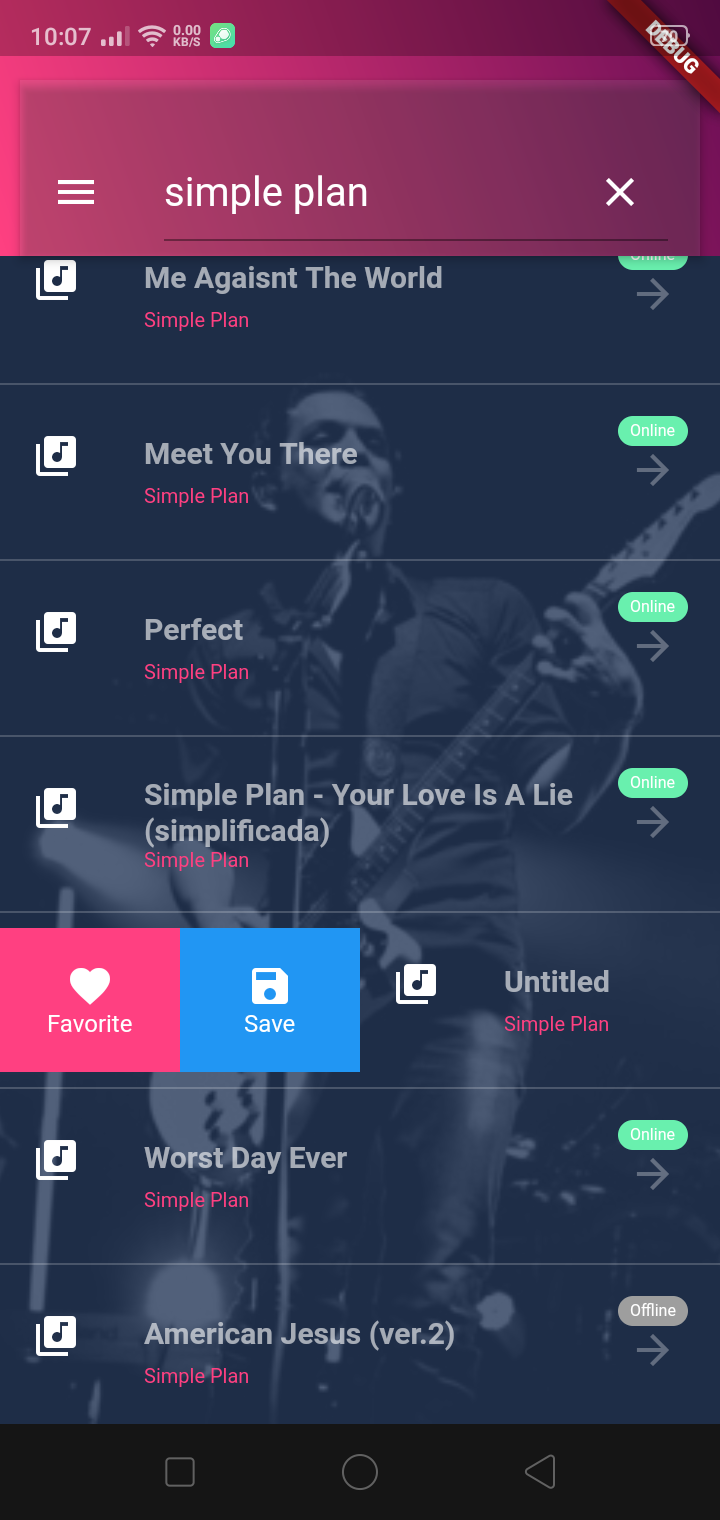 10:07
0.00
KB/S
DEBUG
simple plan
Online
Me Agaisnt The World
Simple Plan
Online
Meet You There
Simple Plan
Online
Perfect
Simple Plan
Online
Simple Plan - Your Love Is A Lie
(simplificada)
Simple Plan
Favorite
Save
Untitled
Simple Plan
Online
Worst Day Ever
Simple Plan
Offline
American Jesus (ver.2)
Simple Plan